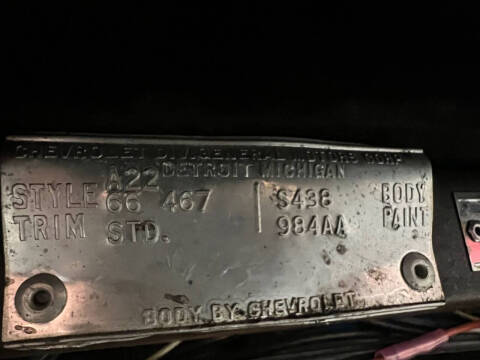 CHEVROLET DIV. GENERAL MOTORS CORP
DETROIT MICHIGAN
A22
STYLE 66 467 S438 BODY
TRIM STD. 984AA PAINT
BODY BY CHEVROLET